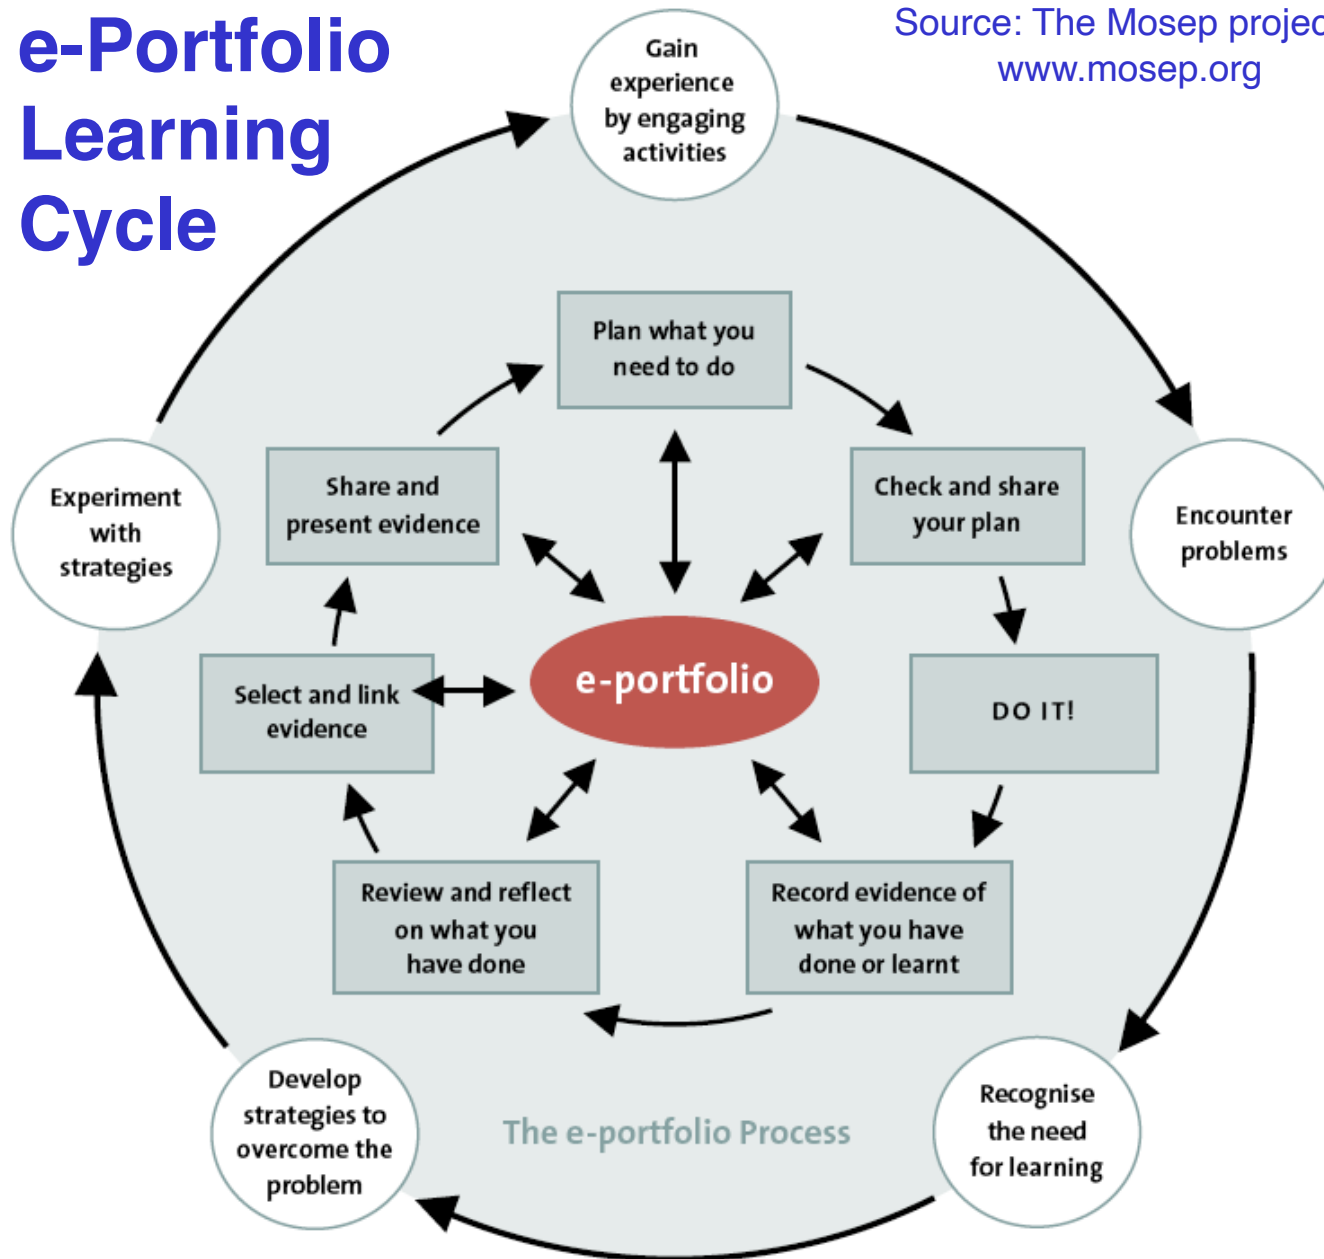 e-Portfolio
Learning
Cycle
Source: The Mosep projec
www.mosep.org
Gain
experience
by engaging
activities
Plan what you
need to do
Share and
present evidence
Check and share
your plan
Experiment
with
strategies
Encounter
problems
e-portfolio
Select and link
evidence
DO IT!
Review and reflect
on what you
have done
Record evidence of
what you have
done or learnt
Develop
strategies to
overcome the
problem
The e-portfolio Process
Recognise
the need
for learning